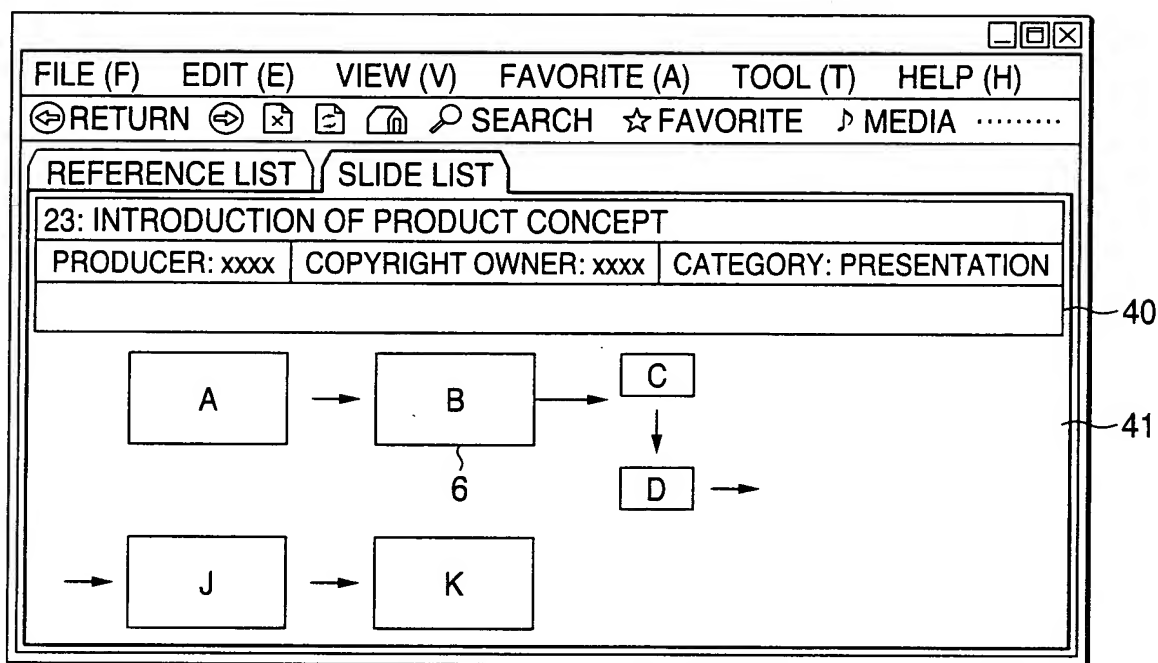 FILE (F) EDIT (E) VIEW (V) FAVORITE (A) TOOL (T) HELP (H)
RETURN SEARCH FAVORITE MEDIA ·········
REFERENCE LIST SLIDE LIST
23: INTRODUCTION OF PRODUCT CONCEPT
PRODUCER: xxxx COPYRIGHT OWNER: xxxx CATEGORY: PRESENTATION
40
A B C
41
6 D
J K